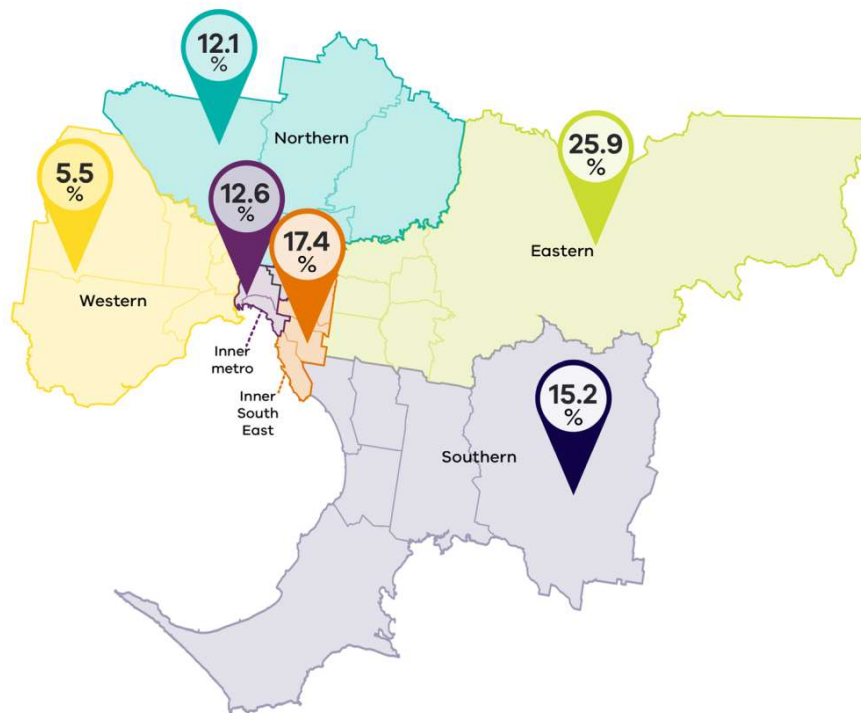 12.1
%
Northern
25.9
%
Eastern
5.5
%
Western
12.6
%
17.4
%
Inner
metro
Inner
South
East
15.2
%
Southern